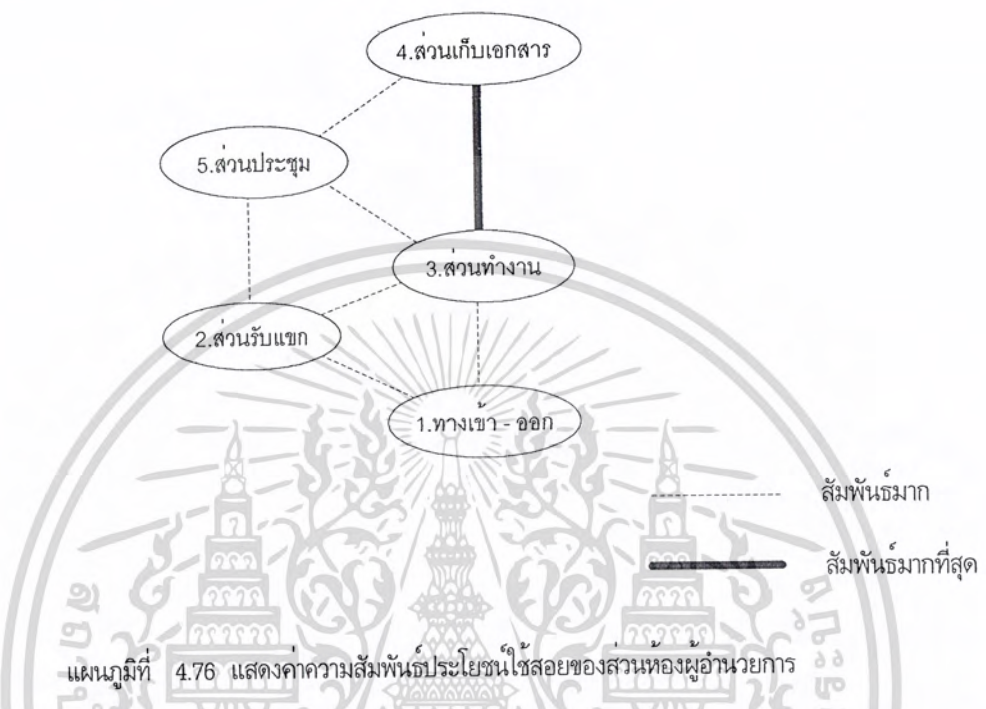 4.ส่วนเก็บเอกสาร
5.ส่วนประชุม
3.ส่วนทำงาน
2.ส่วนรับแขก
1.ทางเข้า - ออก
สัมพันธ์มาก
สัมพันธ์มากที่สุด
แผนภูมิที่ 4.76 แสดงค่าความสัมพันธ์ประโยชน์ใช้สอยของส่วนห้องผู้อำนวยการ